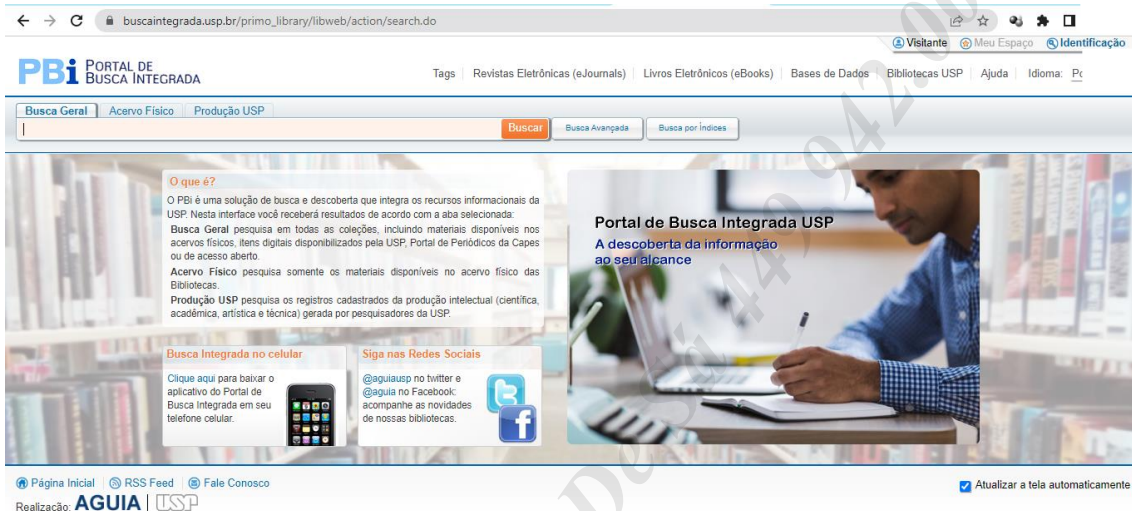 buscaintegrada.usp.br/primo_library/libweb/action/search.do
Visitante Meu Espaço Identificação
PBi PORTAL DE
BUSCA INTEGRADA
Tags Revistas Eletrônicas (eJournals) Livros Eletrônicos (eBooks) Bases de Dados Bibliotecas USP Ajuda Idioma:
Busca Geral Acervo Físico Produção USP
Buscar Busca Avançada Busca por Índices
O que é?
O PBi é uma solução de busca e descoberta que integra os recursos informacionais da
USP. Nesta interface você receberá resultados de acordo com a aba selecionada:
Busca Geral pesquisa em todas as coleções, incluindo materiais disponíveis nos
acervos físicos, itens digitais disponibilizados pela USP, Portal de Periódicos da Capes
ou de acesso aberto.
Acervo Físico pesquisa somente os materiais disponíveis no acervo físico das
Bibliotecas.
Produção USP pesquisa os registros cadastrados da produção intelectual (científica,
acadêmica, artística e técnica) gerada por pesquisadores da USP.
Portal de Busca Integrada USP
A descoberta da informação
ao seu alcance
Busca Integrada no celular
Clique aqui para baixar o
aplicativo do Portal de
Busca Integrada em seu
telefone celular.
Siga nas Redes Sociais
@aguiausp no twitter e
@aguia no Facebook:
acompanhe as novidades
de nossas bibliotecas.
Página Inicial RSS Feed Fale Conosco
Atualizar a tela automaticamente
Realização: AGUIA | USP